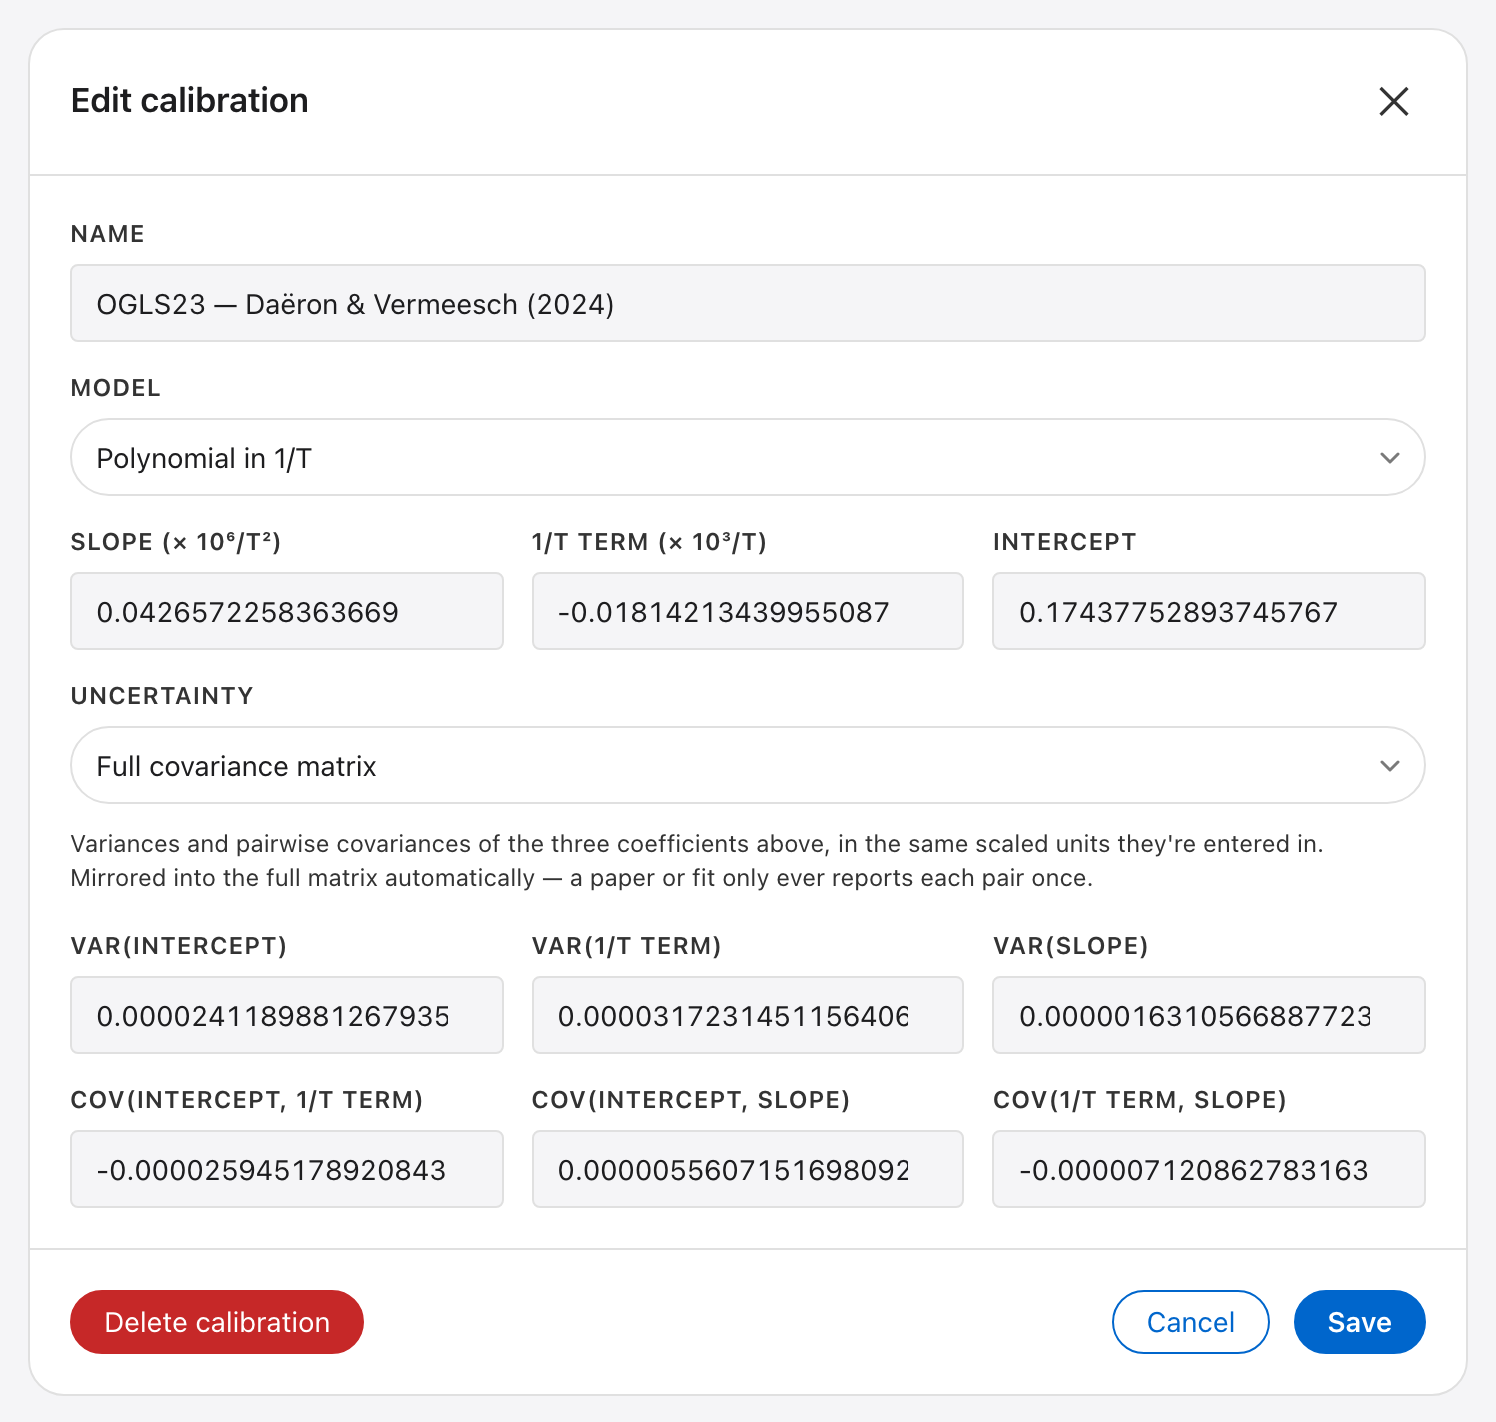 Edit calibration
NAME
OGLS23 — Daëron & Vermeesch (2024)
MODEL
Polynomial in 1/T
SLOPE (× 10⁶/T²)
1/T TERM (× 10³/T)
INTERCEPT
0.0426572258363669
-0.01814213439955087
0.17437752893745767
UNCERTAINTY
Full covariance matrix
Variances and pairwise covariances of the three coefficients above, in the same scaled units they're entered in.
Mirrored into the full matrix automatically — a paper or fit only ever reports each pair once.
VAR(INTERCEPT)
VAR(1/T TERM)
VAR(SLOPE)
0.0000241189881267935
0.0000317231451156406
0.0000016310566887723
COV(INTERCEPT, 1/T TERM)
COV(INTERCEPT, SLOPE)
COV(1/T TERM, SLOPE)
-0.000025945178920843
0.0000055607151698092
-0.000007120862783163
Delete calibration
Cancel
Save